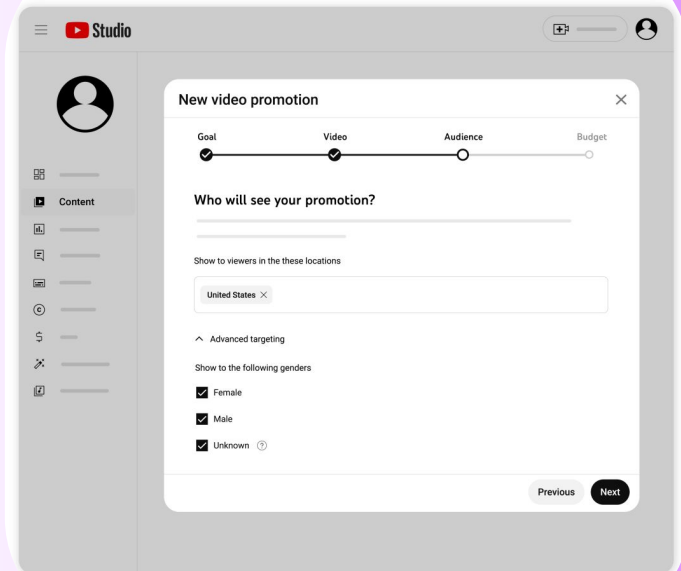 Studio
New video promotion
Goal Video Audience Budget
Content
Who will see your promotion?
Show to viewers in the these locations
United States
Advanced targeting
Show to the following genders
Female
Male
Unknown
Previous Next